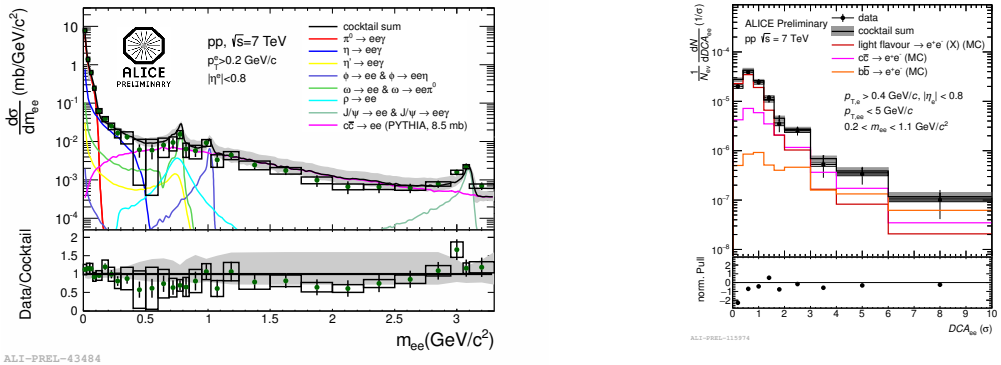 10
1
10⁻¹
10⁻²
10⁻³
10⁻⁴
dσ/dm_ee (mb/GeV/c²)
ALICE
PRELIMINARY
pp, √s=7 TeV
p_T^e>0.2 GeV/c
|η^e|<0.8
cocktail sum
π⁰ → eeγ
η → eeγ
η' → eeγ
ϕ → ee & ϕ → eeη
ω → ee & ω → eeπ⁰
ρ → ee
J/ψ → ee & J/ψ → eeγ
cc̄ → ee (PYTHIA, 8.5 mb)
Data/Cocktail
2
1.5
1
0.5
0
0 0.5 1 1.5 2 2.5 3
m_ee(GeV/c²)
ALI-PREL-43484
1/N_ev dN/dDCA_ee (1/σ)
10⁻⁴
10⁻⁵
10⁻⁶
10⁻⁷
10⁻⁸
ALICE Preliminary
pp √s = 7 TeV
data
cocktail sum
light flavour → e⁺e⁻ (X) (MC)
cc̄ → e⁺e⁻ (MC)
bb̄ → e⁺e⁻ (MC)
p_T,e > 0.4 GeV/c, |η_e| < 0.8
p_T,ee < 5 GeV/c
0.2 < m_ee < 1.1 GeV/c²
norm. Pull
2
1
0
−1
−2
0 1 2 3 4 5 6 7 8 9 10
DCA_ee (σ)
ALI-PREL-115974